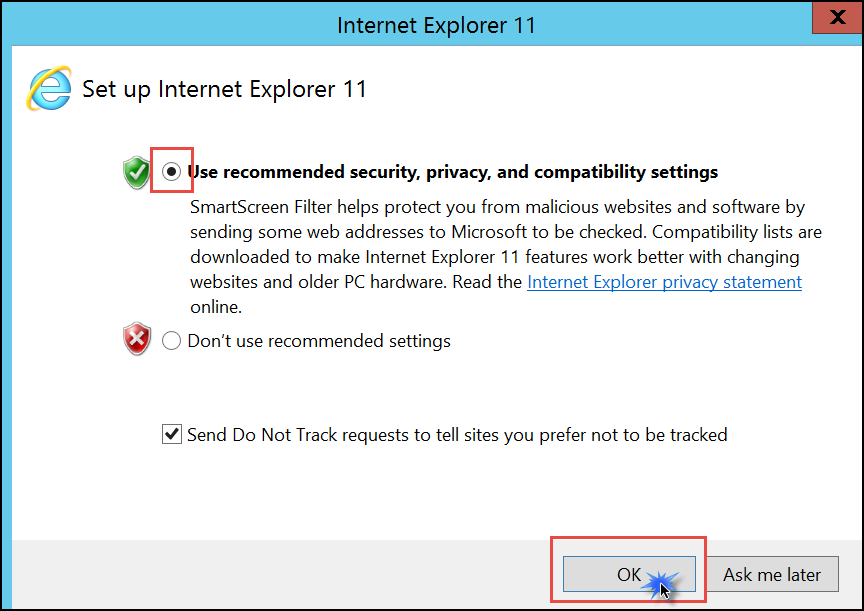 Internet Explorer 11
Set up Internet Explorer 11
Use recommended security, privacy, and compatibility settings
SmartScreen Filter helps protect you from malicious websites and software by
sending some web addresses to Microsoft to be checked. Compatibility lists are
downloaded to make Internet Explorer 11 features work better with changing
websites and older PC hardware. Read the Internet Explorer privacy statement
online.
Don't use recommended settings
Send Do Not Track requests to tell sites you prefer not to be tracked
OK Ask me later